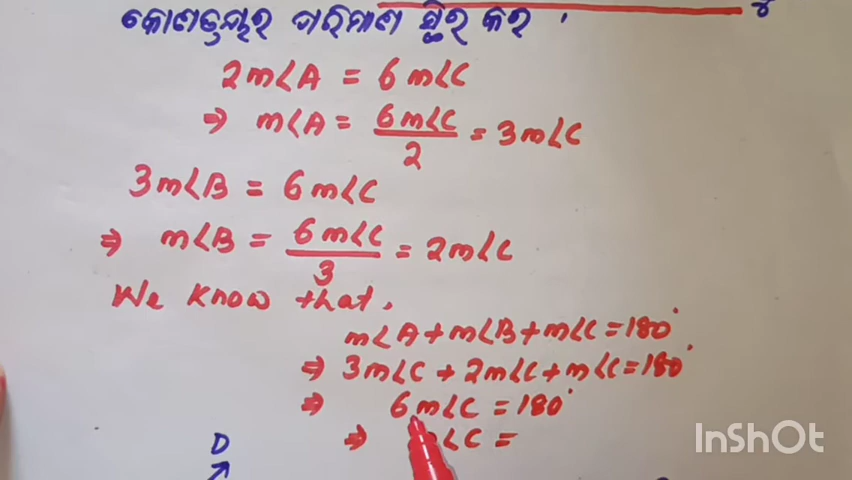 କୋଣତ୍ରୟର ପରିମାଣ ସ୍ଥିର କର ।
2m∠A = 6m∠C
⇒ m∠A = 6m∠C/2 = 3m∠C
3m∠B = 6m∠C
⇒ m∠B = 6m∠C/3 = 2m∠C
We know that,
m∠A + m∠B + m∠C = 180°
⇒ 3m∠C + 2m∠C + m∠C = 180°
⇒ 6m∠C = 180°
⇒ m∠C =
D
InShOt